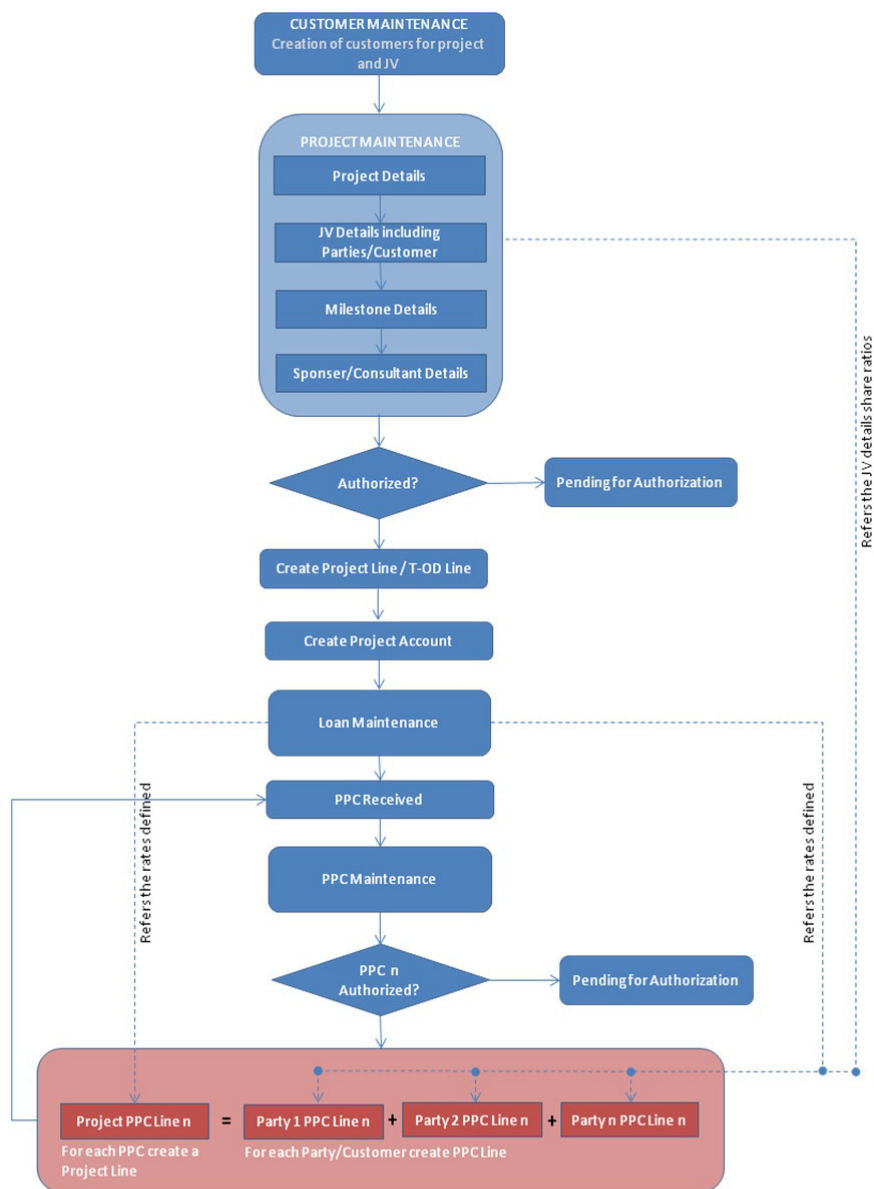 CUSTOMER MAINTENANCE
Creation of customers for project
and JV
PROJECT MAINTENANCE
Project Details
JV Details including
Parties/Customer
Milestone Details
Sponser/Consultant Details
Authorized?
Pending for Authorization
Refers the JV details share ratios
Create Project Line / T-OD Line
Create Project Account
Loan Maintenance
PPC Received
Refers the rates defined
Refers the rates defined
PPC Maintenance
PPC n
Authorized?
Pending for Authorization
Project PPC Line n = Party 1 PPC Line n + Party 2 PPC Line n + Party n PPC Line n
For each PPC create a
Project Line
For each Party/Customer create PPC Line